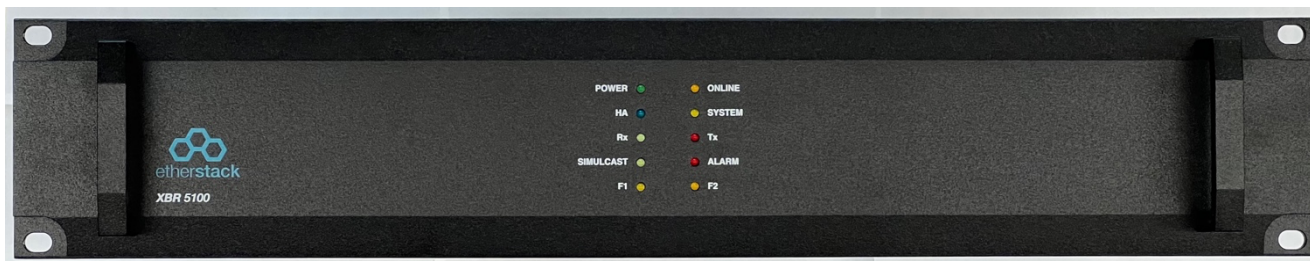 POWER
ONLINE
HA
SYSTEM
Rx
Tx
SIMULCAST
ALARM
F1
F2
etherstack
XBR 5100